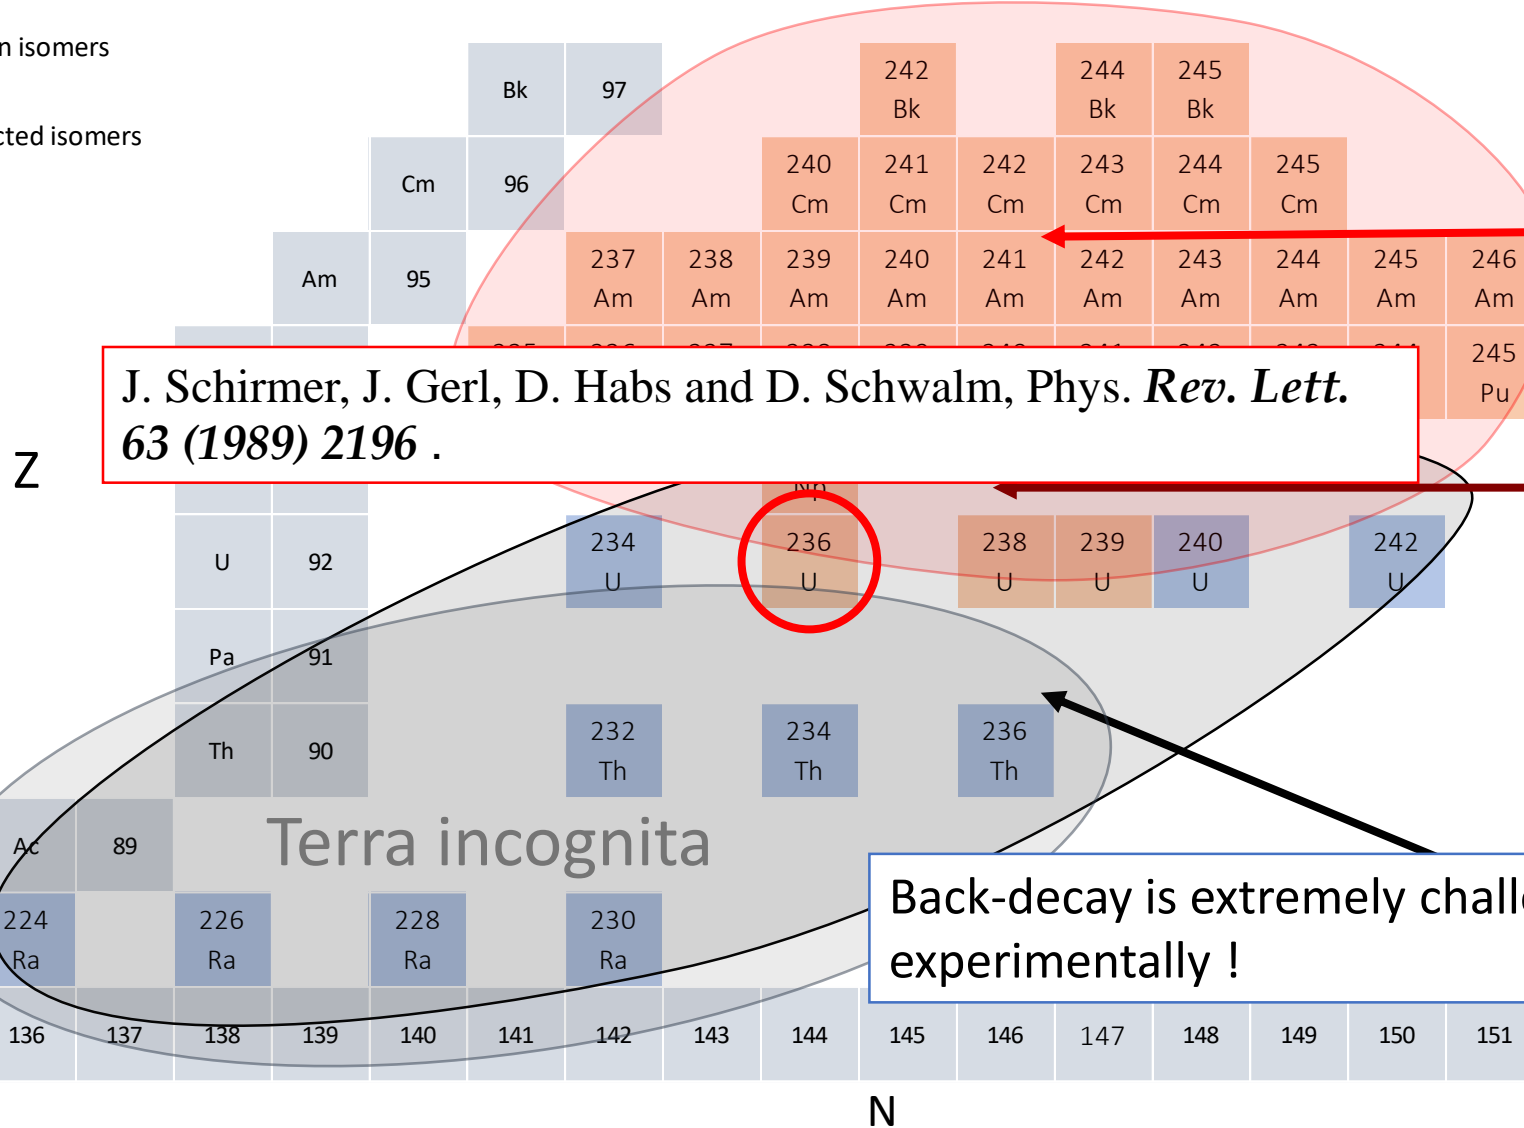 n isomers
cted isomers
Bk 97 242 Bk 244 Bk 245 Bk
Cm 96 240 Cm 241 Cm 242 Cm 243 Cm 244 Cm 245 Cm
Am 95 237 Am 238 Am 239 Am 240 Am 241 Am 242 Am 243 Am 244 Am 245 Am 246 Am
245 Pu
J. Schirmer, J. Gerl, D. Habs and D. Schwalm, Phys. Rev. Lett.
63 (1989) 2196 .
Z
Np
U 92 234 U 236 U 238 U 239 U 240 U 242 U
Pa 91
Th 90 232 Th 234 Th 236 Th
Ac 89
Terra incognita
Back-decay is extremely challe
experimentally !
224 Ra 226 Ra 228 Ra 230 Ra
136 137 138 139 140 141 142 143 144 145 146 147 148 149 150 151
N